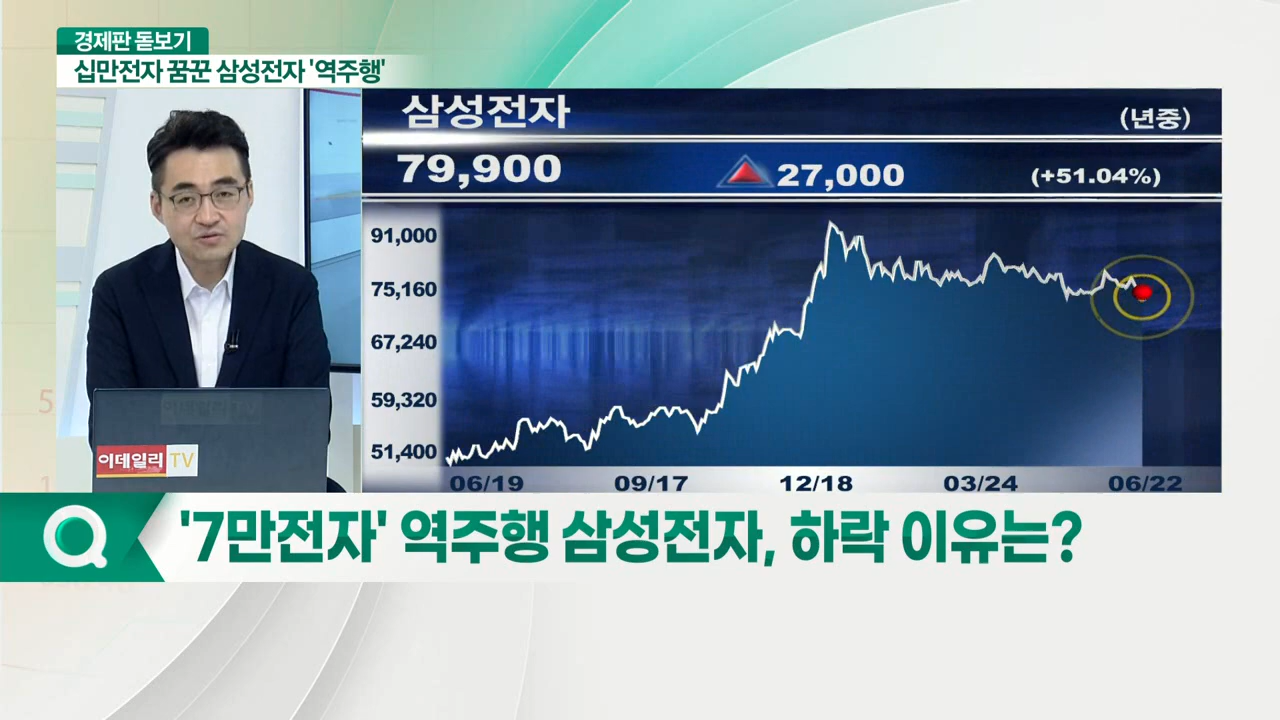 경제판 돋보기
십만전자 꿈꾼 삼성전자 '역주행'
삼성전자
(년중)
79,900
27,000
(+51.04%)
91,000
75,160
67,240
59,320
51,400
06/19
09/17
12/18
03/24
06/22
이데일리 TV
'7만전자' 역주행 삼성전자, 하락 이유는?
5
1